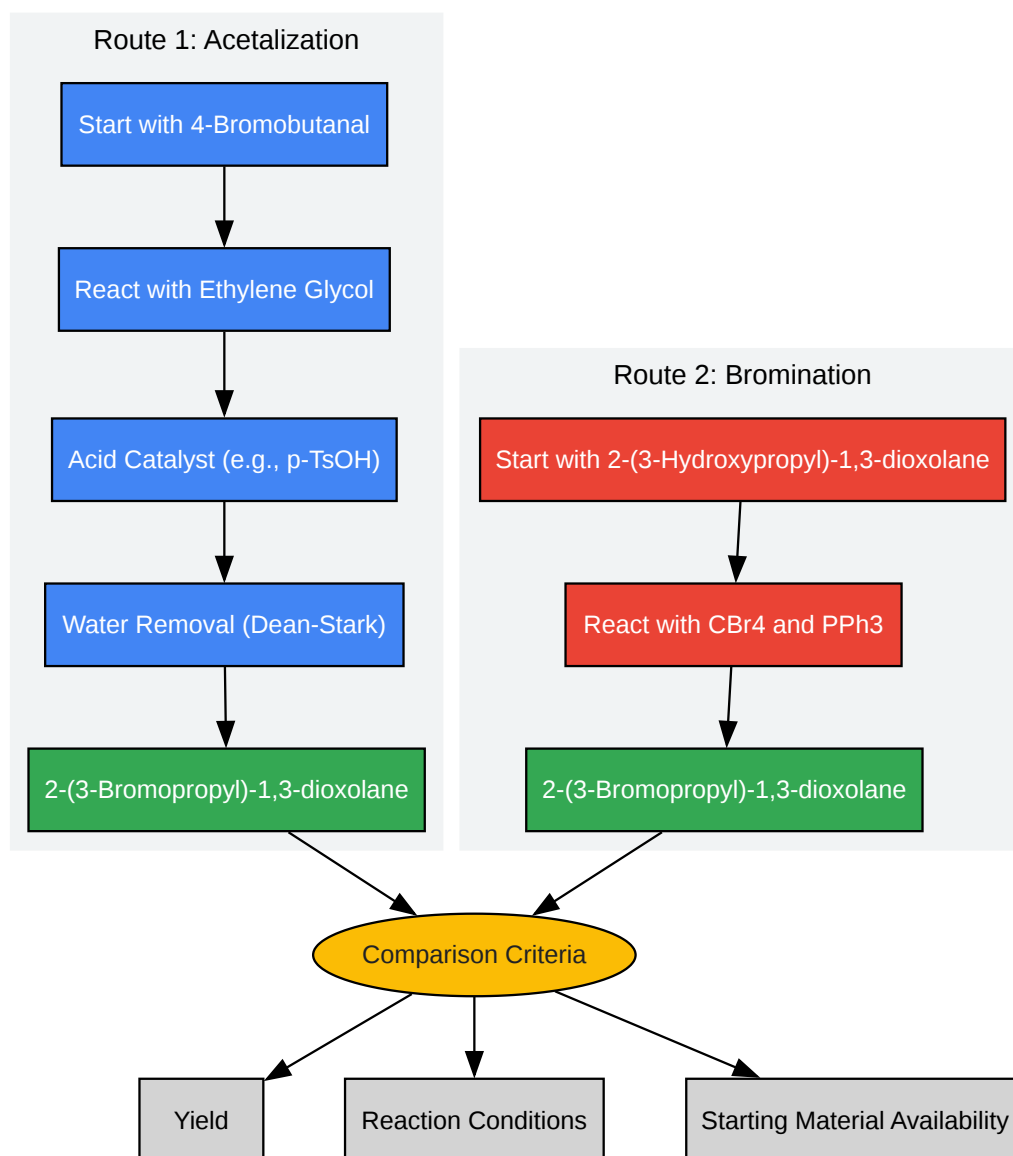 Route 1: Acetalization
Start with 4-Bromobutanal
React with Ethylene Glycol
Acid Catalyst (e.g., p-TsOH)
Water Removal (Dean-Stark)
2-(3-Bromopropyl)-1,3-dioxolane
Route 2: Bromination
Start with 2-(3-Hydroxypropyl)-1,3-dioxolane
React with CBr4 and PPh3
2-(3-Bromopropyl)-1,3-dioxolane
Comparison Criteria
Yield
Reaction Conditions
Starting Material Availability